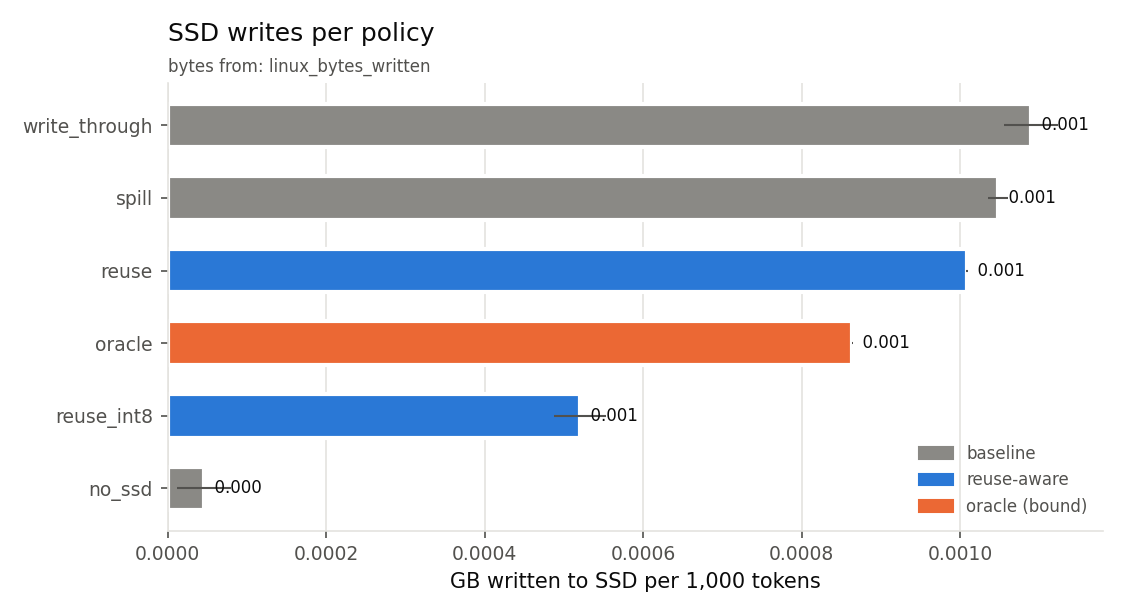 SSD writes per policy
bytes from: linux_bytes_written
write_through 0.001
spill 0.001
reuse 0.001
oracle 0.001
reuse_int8 0.001
no_ssd 0.000
baseline
reuse-aware
oracle (bound)
0.0000 0.0002 0.0004 0.0006 0.0008 0.0010
GB written to SSD per 1,000 tokens